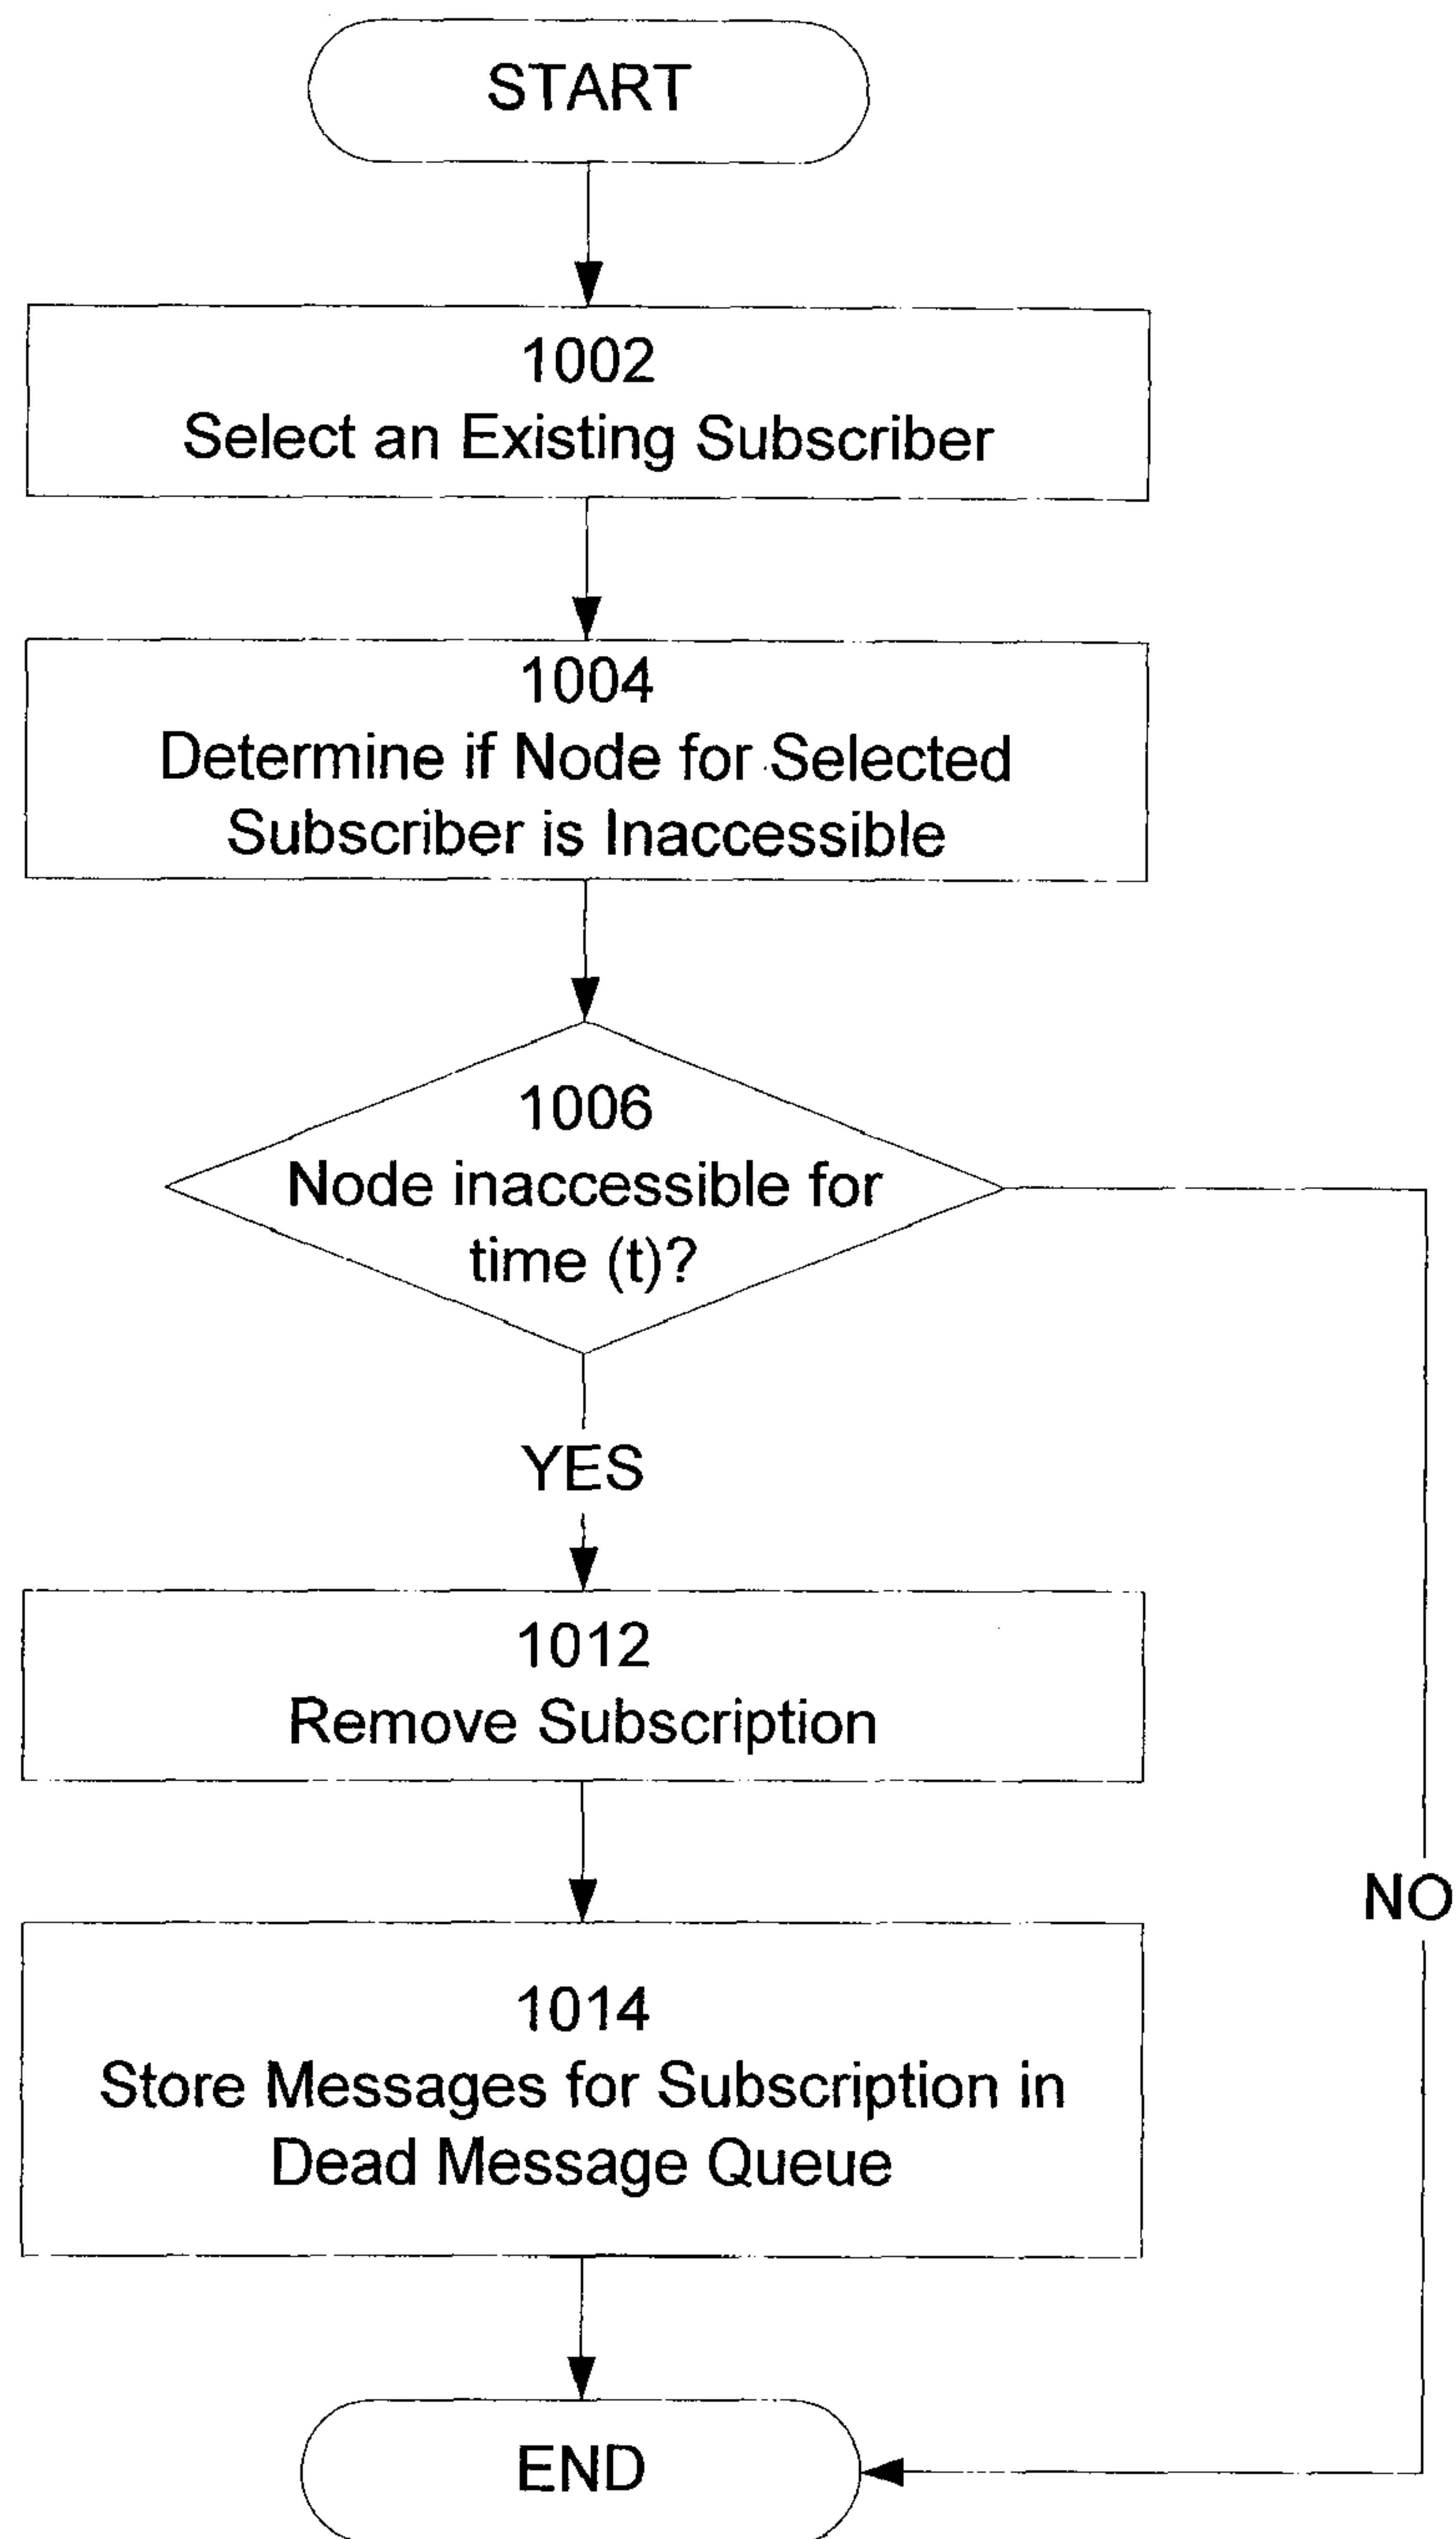 START
1002
Select an Existing Subscriber
1004
Determine if Node for Selected
Subscriber is Inaccessible
1006
Node inaccessible for
time (t)?
YES
1012
Remove Subscription
NO
1014
Store Messages for Subscription in
Dead Message Queue
END